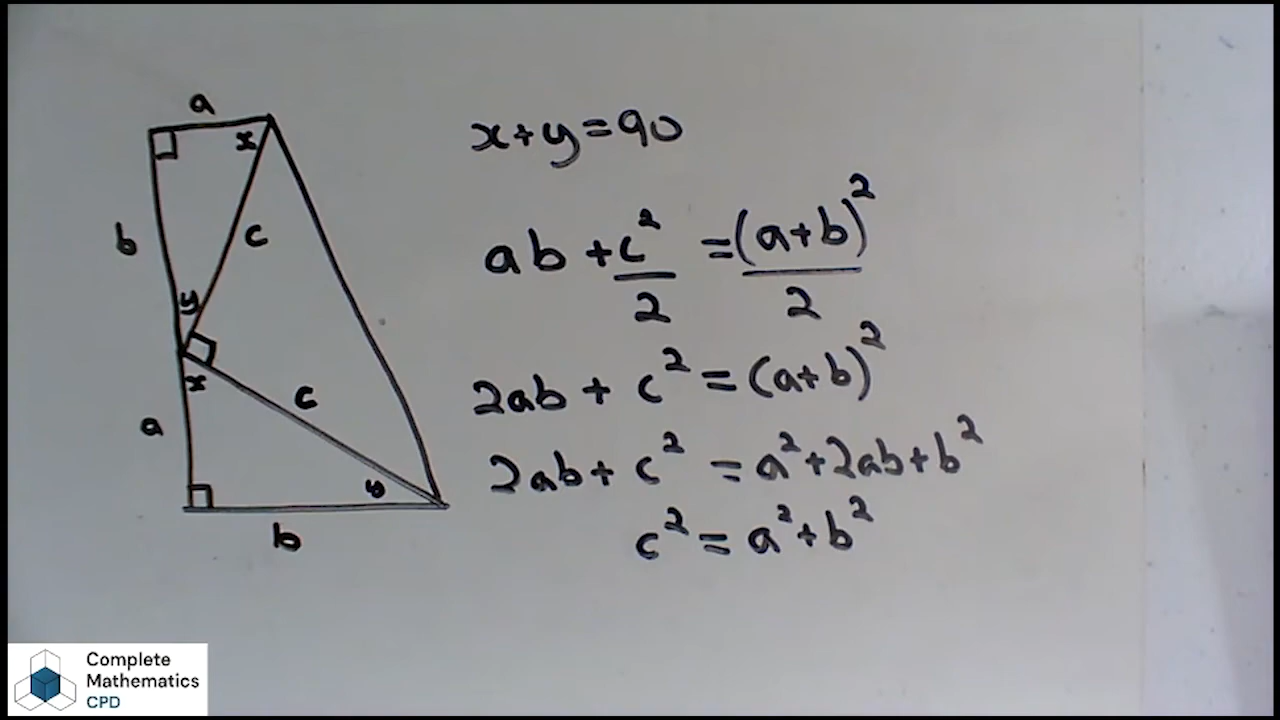 a
x
b
c
y
x
c
a
y
b
x+y=90
ab + c²/2 = (a+b)²/2
2ab + c² = (a+b)²
2ab + c² = a²+2ab+b²
c² = a²+b²
Complete
Mathematics
CPD